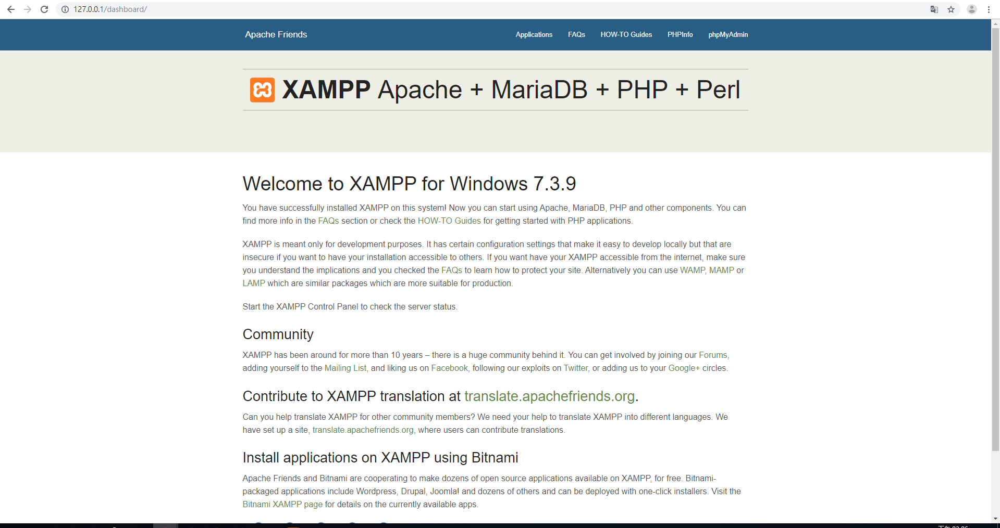 127.0.0.1/dashboard/
Apache Friends
Applications
FAQs
HOW-TO Guides
PHPInfo
phpMyAdmin
XAMPP Apache + MariaDB + PHP + Perl
Welcome to XAMPP for Windows 7.3.9
You have successfully installed XAMPP on this system! Now you can start using Apache, MariaDB, PHP and other components. You can
find more info in the FAQs section or check the HOW-TO Guides for getting started with PHP applications.
XAMPP is meant only for development purposes. It has certain configuration settings that make it easy to develop locally but that are
insecure if you want to have your installation accessible to others. If you want have your XAMPP accessible from the internet, make sure
you understand the implications and you checked the FAQs to learn how to protect your site. Alternatively you can use WAMP, MAMP or
LAMP which are similar packages which are more suitable for production.
Start the XAMPP Control Panel to check the server status.
Community
XAMPP has been around for more than 10 years – there is a huge community behind it. You can get involved by joining our Forums,
adding yourself to the Mailing List, and liking us on Facebook, following our exploits on Twitter, or adding us to your Google+ circles.
Contribute to XAMPP translation at translate.apachefriends.org.
Can you help translate XAMPP for other community members? We need your help to translate XAMPP into different languages. We
have set up a site, translate.apachefriends.org, where users can contribute translations.
Install applications on XAMPP using Bitnami
Apache Friends and Bitnami are cooperating to make dozens of open source applications available on XAMPP, for free. Bitnami-
packaged applications include Wordpress, Drupal, Joomla! and dozens of others and can be deployed with one-click installers. Visit the
Bitnami XAMPP page for details on the currently available apps.